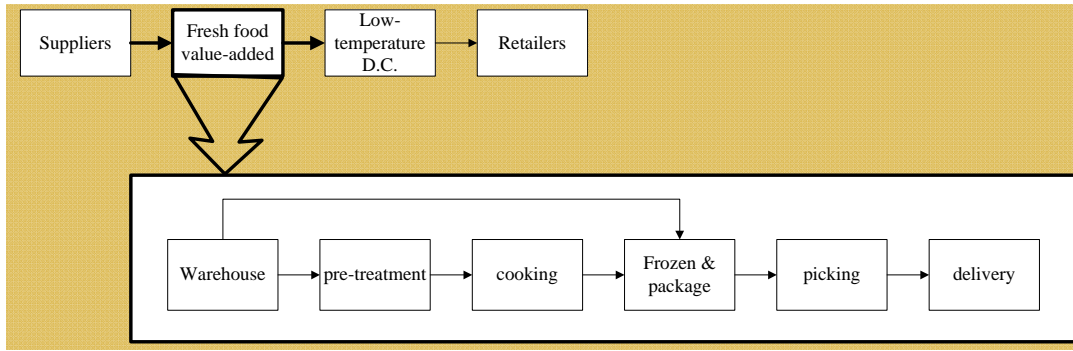 Suppliers
Fresh food
value-added
Low-
temperature
D.C.
Retailers
Warehouse
pre-treatment
cooking
Frozen &
package
picking
delivery